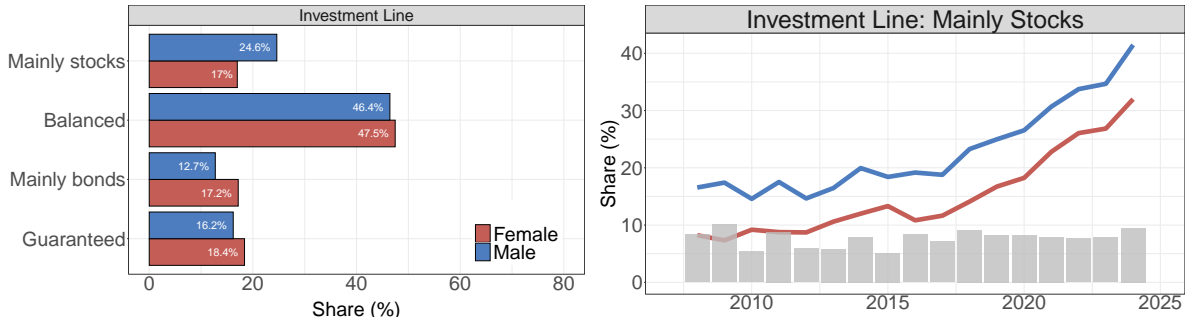 Investment Line
Mainly stocks
24.6%
17%
Balanced
46.4%
47.5%
Mainly bonds
12.7%
17.2%
Guaranteed
16.2%
18.4%
Female
Male
0 20 40 60 80
Share (%)
Investment Line: Mainly Stocks
Share (%)
40
30
20
10
0
2010 2015 2020 2025